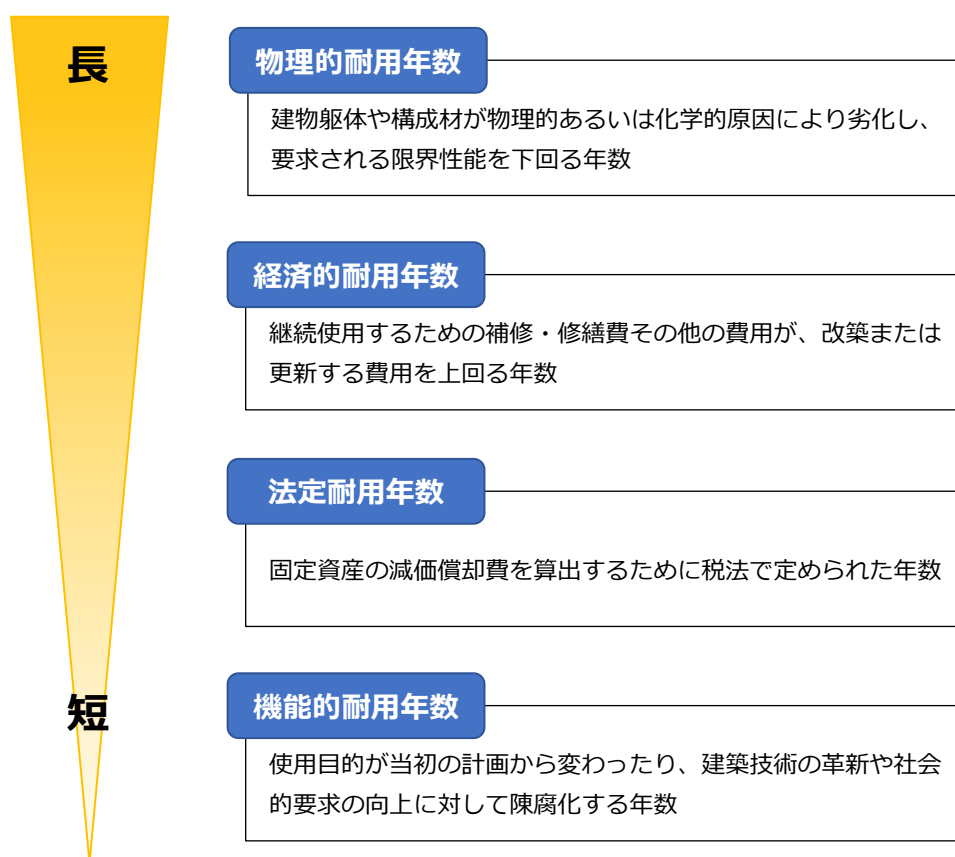 長
物理的耐用年数
建物躯体や構成材が物理的あるいは化学的原因により劣化し、
要求される限界性能を下回る年数
経済的耐用年数
継続使用するための補修・修繕費その他の費用が、改築または
更新する費用を上回る年数
法定耐用年数
固定資産の減価償却費を算出するために税法で定められた年数
短
機能的耐用年数
使用目的が当初の計画から変わったり、建築技術の革新や社会
的要求の向上に対して陳腐化する年数